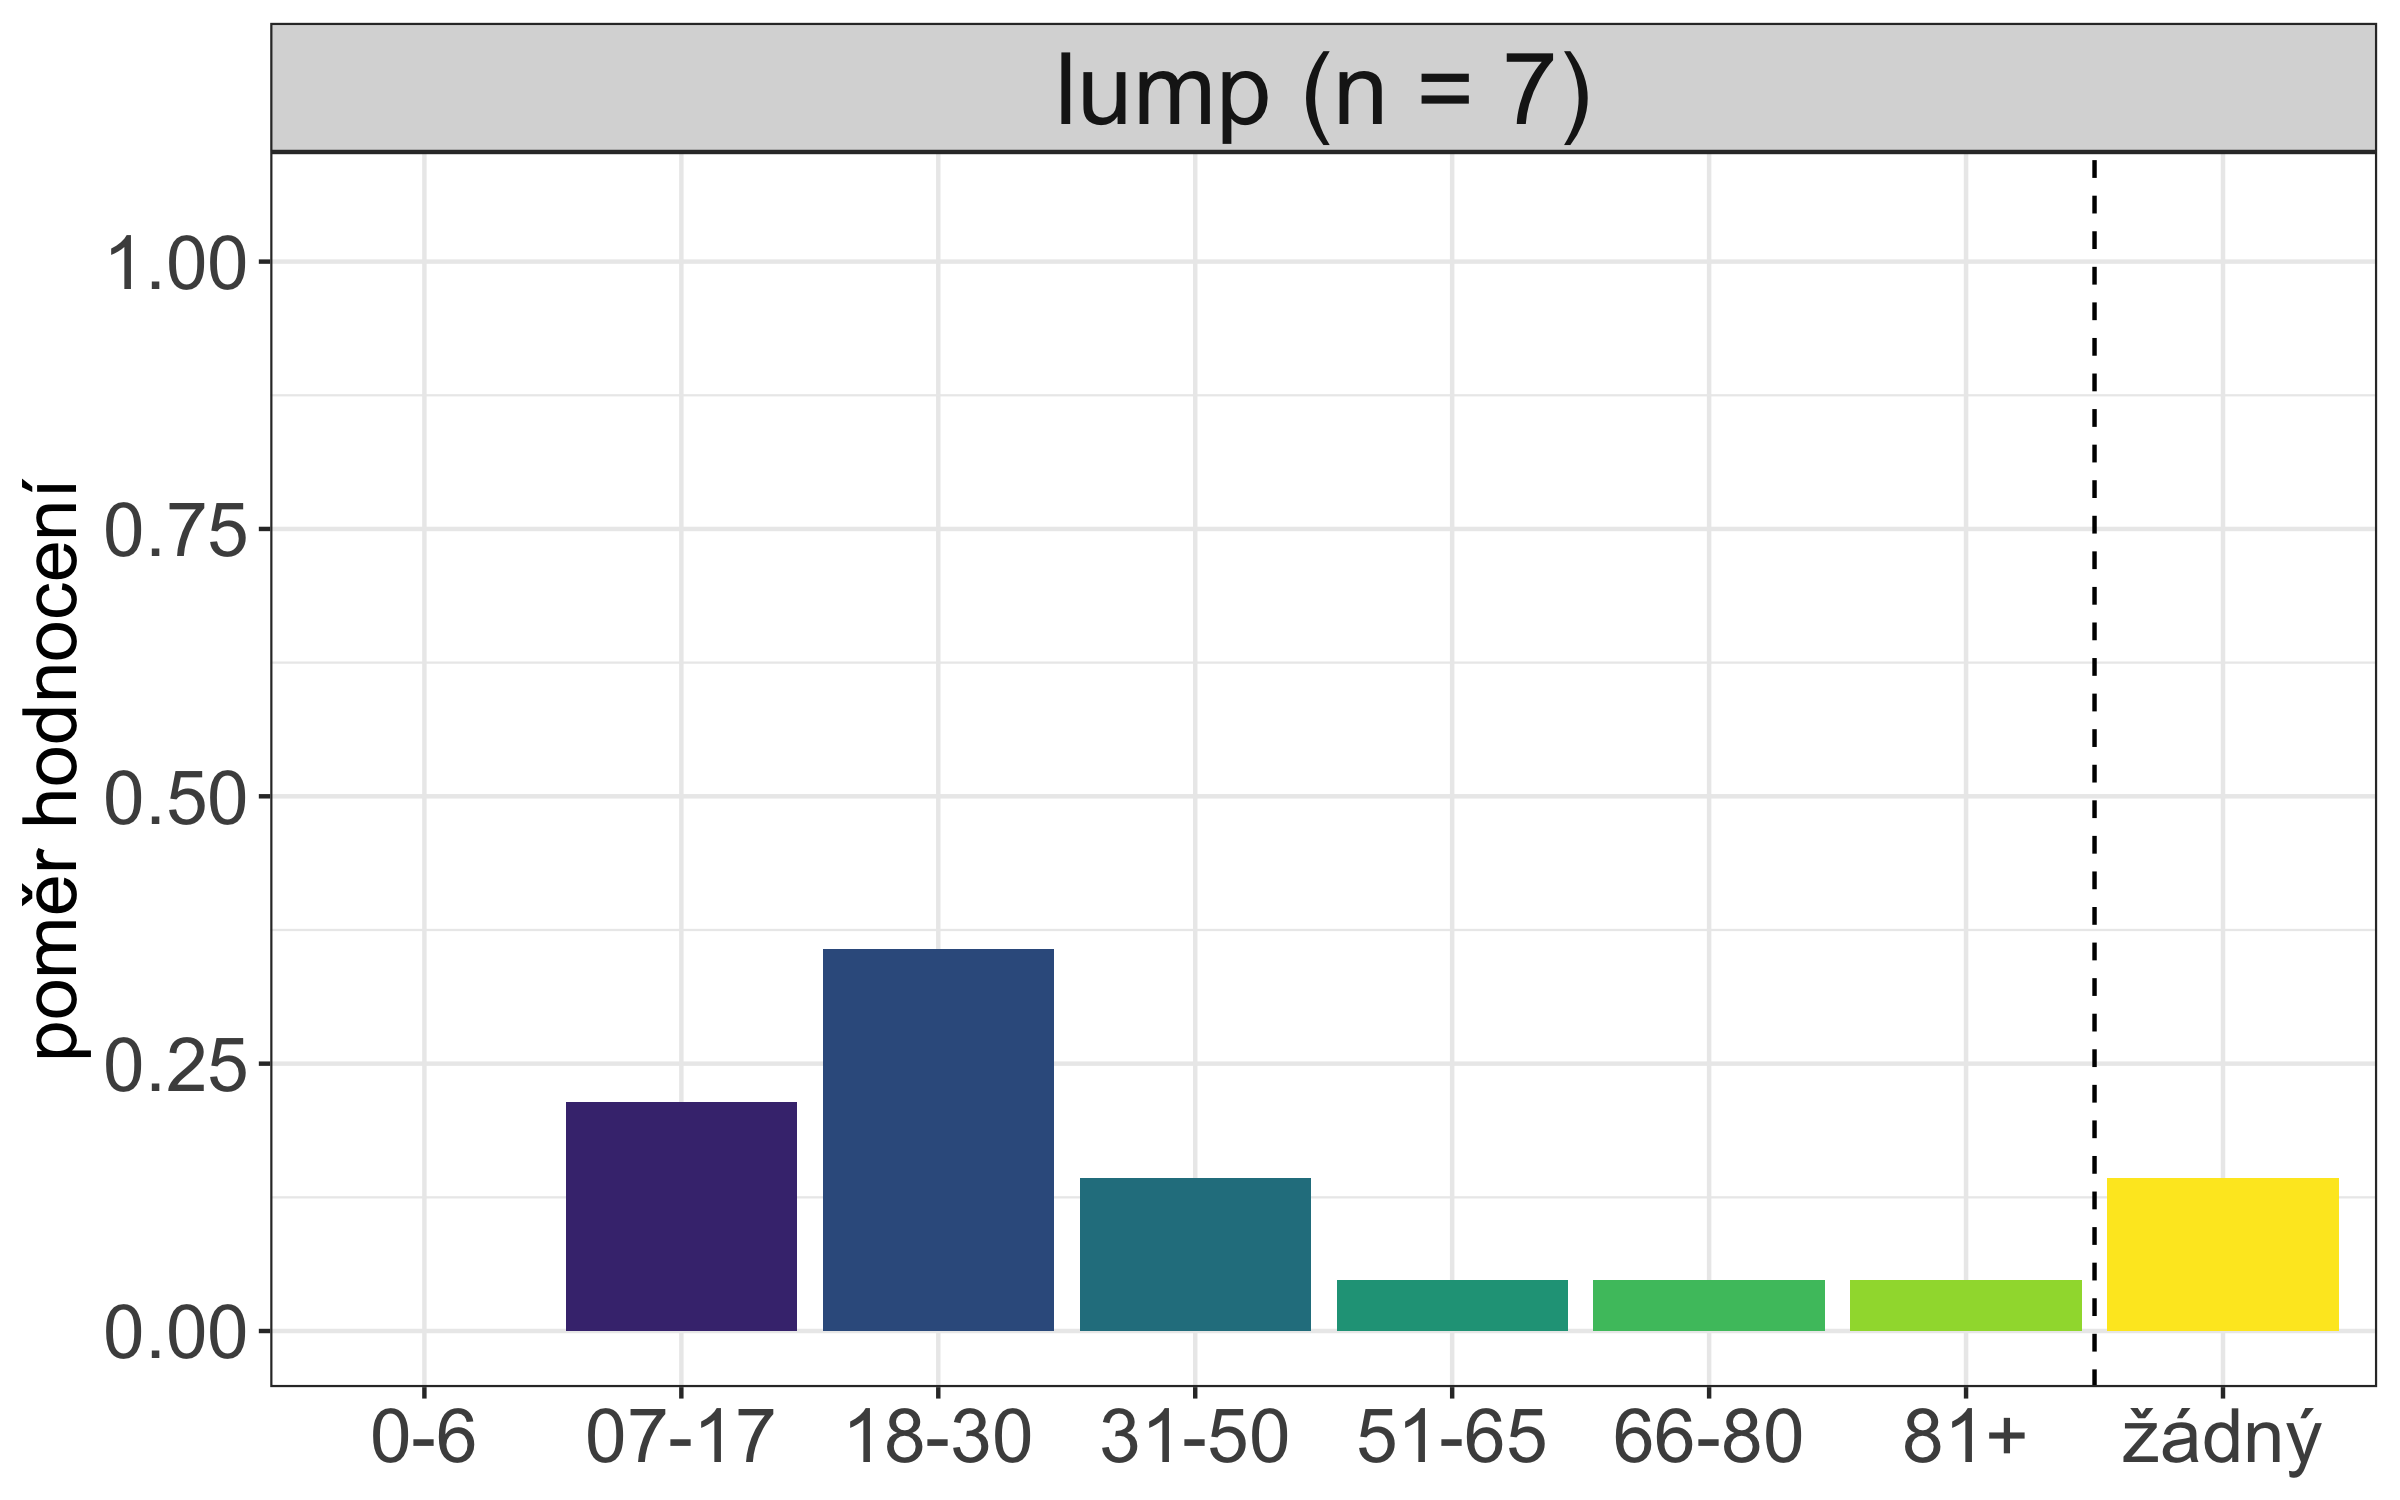 lump (n = 7)
poměr hodnocení
1.00
0.75
0.50
0.25
0.00
0-6 07-17 18-30 31-50 51-65 66-80 81+ žádný